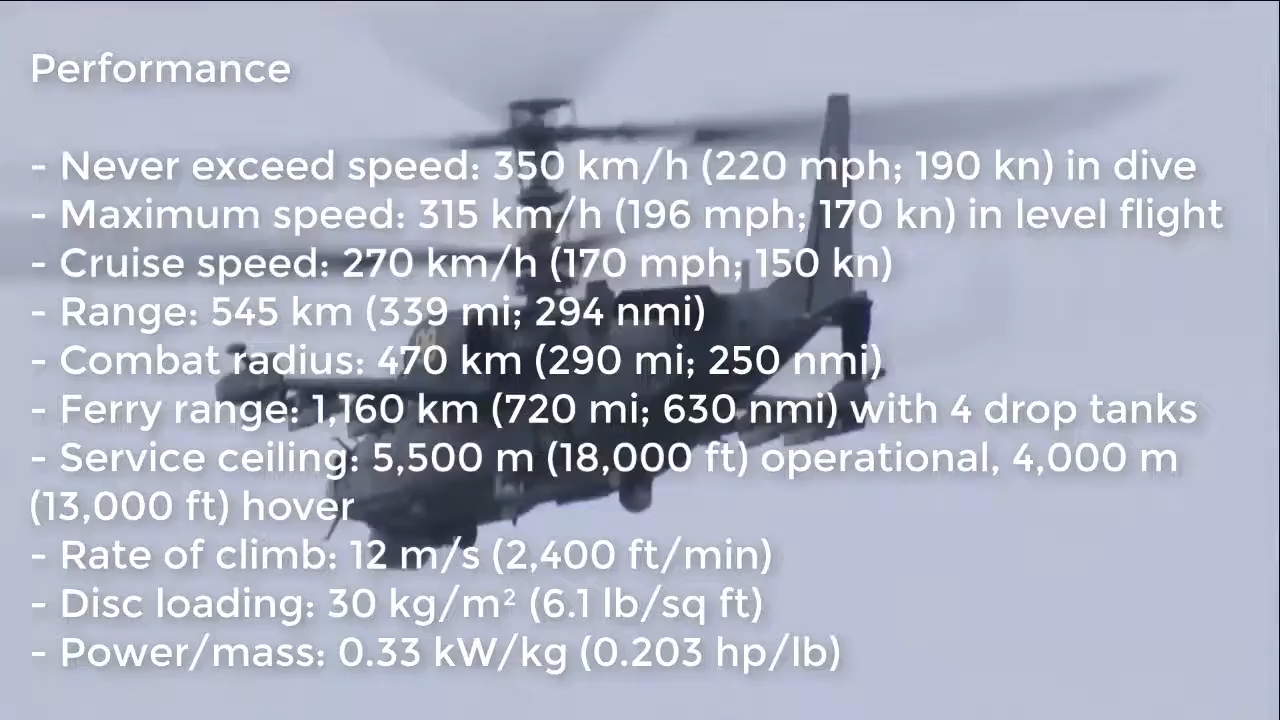 Performance
- Never exceed speed: 350 km/h (220 mph; 190 kn) in dive
- Maximum speed: 315 km/h (196 mph; 170 kn) in level flight
- Cruise speed: 270 km/h (170 mph; 150 kn)
- Range: 545 km (339 mi; 294 nmi)
- Combat radius: 470 km (290 mi; 250 nmi)
- Ferry range: 1,160 km (720 mi; 630 nmi) with 4 drop tanks
- Service ceiling: 5,500 m (18,000 ft) operational, 4,000 m
(13,000 ft) hover
- Rate of climb: 12 m/s (2,400 ft/min)
- Disc loading: 30 kg/m² (6.1 lb/sq ft)
- Power/mass: 0.33 kW/kg (0.203 hp/lb)